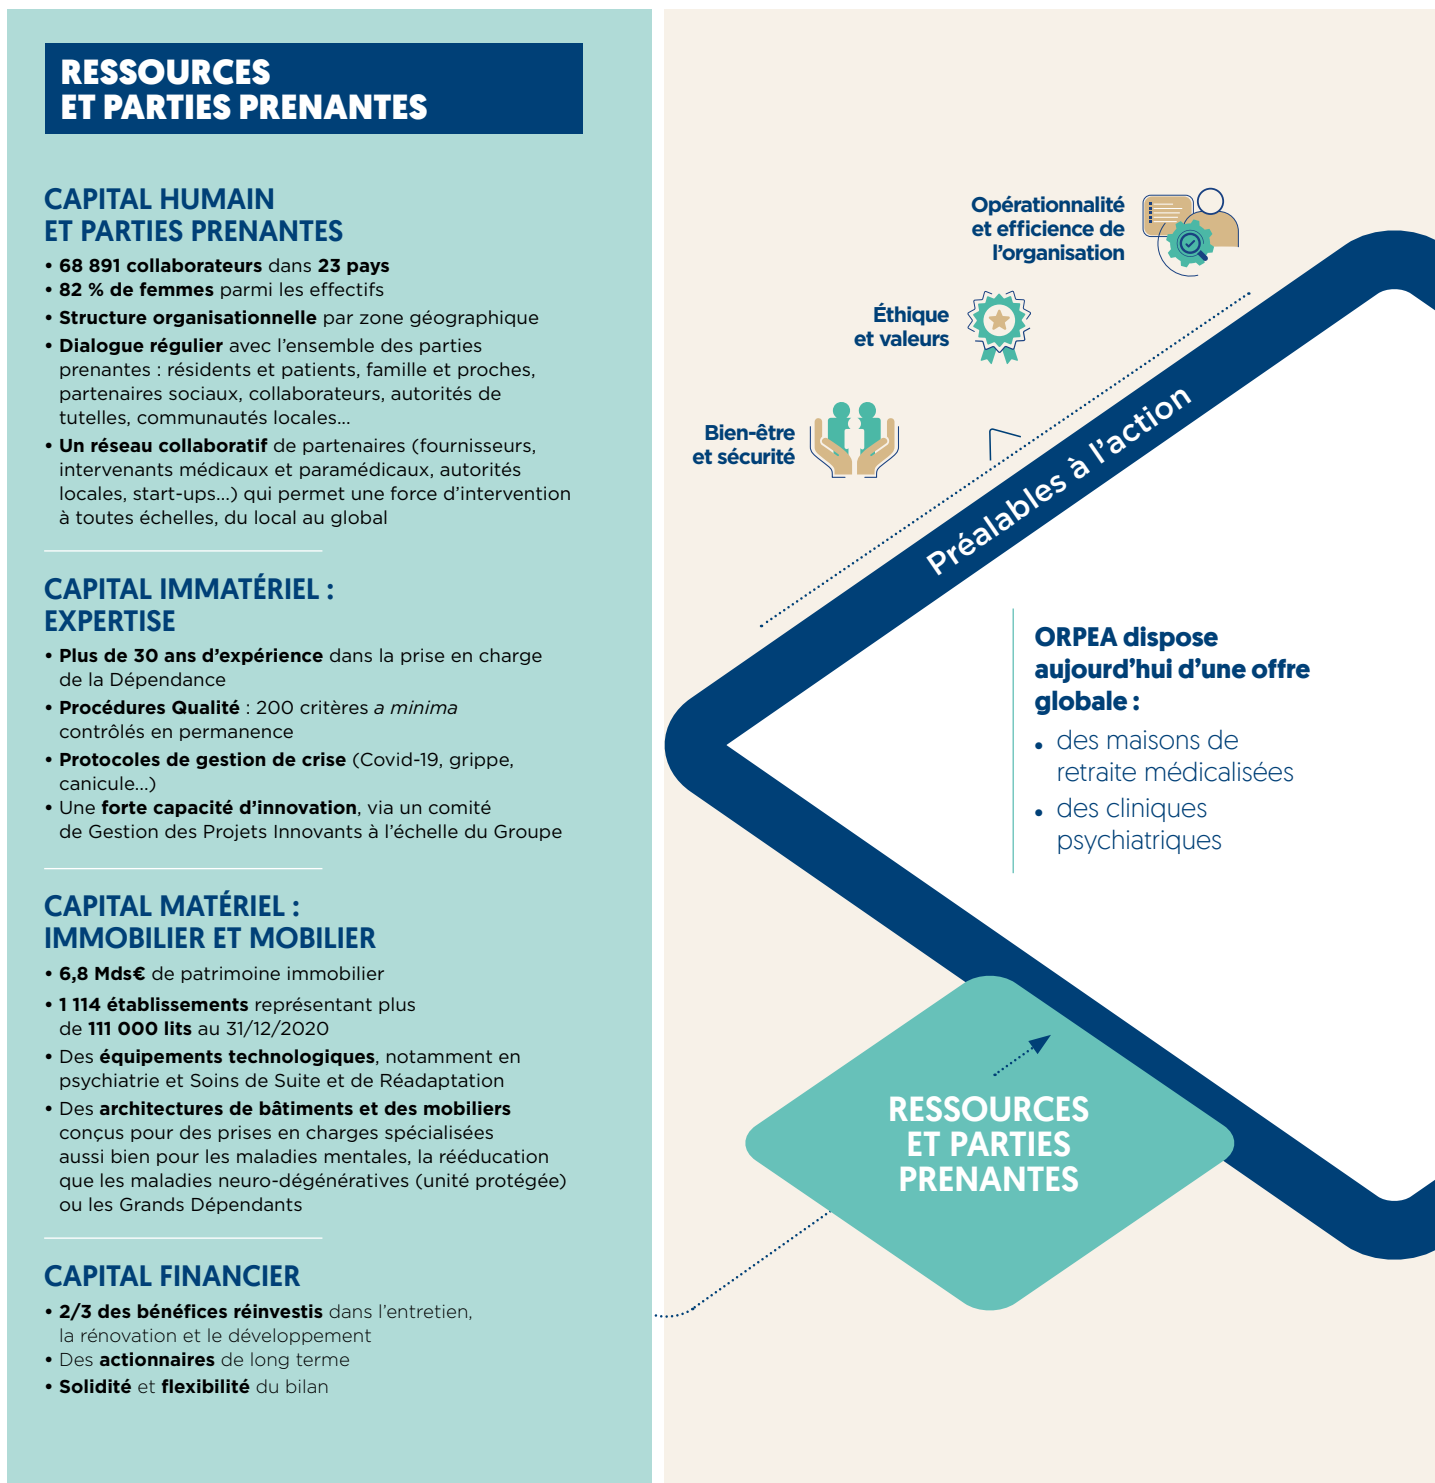 RESSOURCES
ET PARTIES PRENANTES
CAPITAL HUMAIN
ET PARTIES PRENANTES
• 68 891 collaborateurs dans 23 pays
• 82 % de femmes parmi les effectifs
• Structure organisationnelle par zone géographique
• Dialogue régulier avec l’ensemble des parties
prenantes : résidents et patients, famille et proches,
partenaires sociaux, collaborateurs, autorités de
tutelles, communautés locales...
• Un réseau collaboratif de partenaires (fournisseurs,
intervenants médicaux et paramédicaux, autorités
locales, start-ups...) qui permet une force d’intervention
à toutes échelles, du local au global
CAPITAL IMMATÉRIEL :
EXPERTISE
• Plus de 30 ans d’expérience dans la prise en charge
de la Dépendance
• Procédures Qualité : 200 critères a minima
contrôlés en permanence
• Protocoles de gestion de crise (Covid-19, grippe,
canicule...)
• Une forte capacité d’innovation, via un comité
de Gestion des Projets Innovants à l’échelle du Groupe
CAPITAL MATÉRIEL :
IMMOBILIER ET MOBILIER
• 6,8 Mds€ de patrimoine immobilier
• 1 114 établissements représentant plus
de 111 000 lits au 31/12/2020
• Des équipements technologiques, notamment en
psychiatrie et Soins de Suite et de Réadaptation
• Des architectures de bâtiments et des mobiliers
conçus pour des prises en charges spécialisées
aussi bien pour les maladies mentales, la rééducation
que les maladies neuro-dégénératives (unité protégée)
ou les Grands Dépendants
CAPITAL FINANCIER
• 2/3 des bénéfices réinvestis dans l’entretien,
la rénovation et le développement
• Des actionnaires de long terme
• Solidité et flexibilité du bilan
Opérationnalité
et efficience de
l’organisation
Éthique
et valeurs
Bien-être
et sécurité
Préalables à l’action
ORPEA dispose
aujourd’hui d’une offre
globale :
• des maisons de
retraite médicalisées
• des cliniques
psychiatriques
RESSOURCES
ET PARTIES
PRENANTES